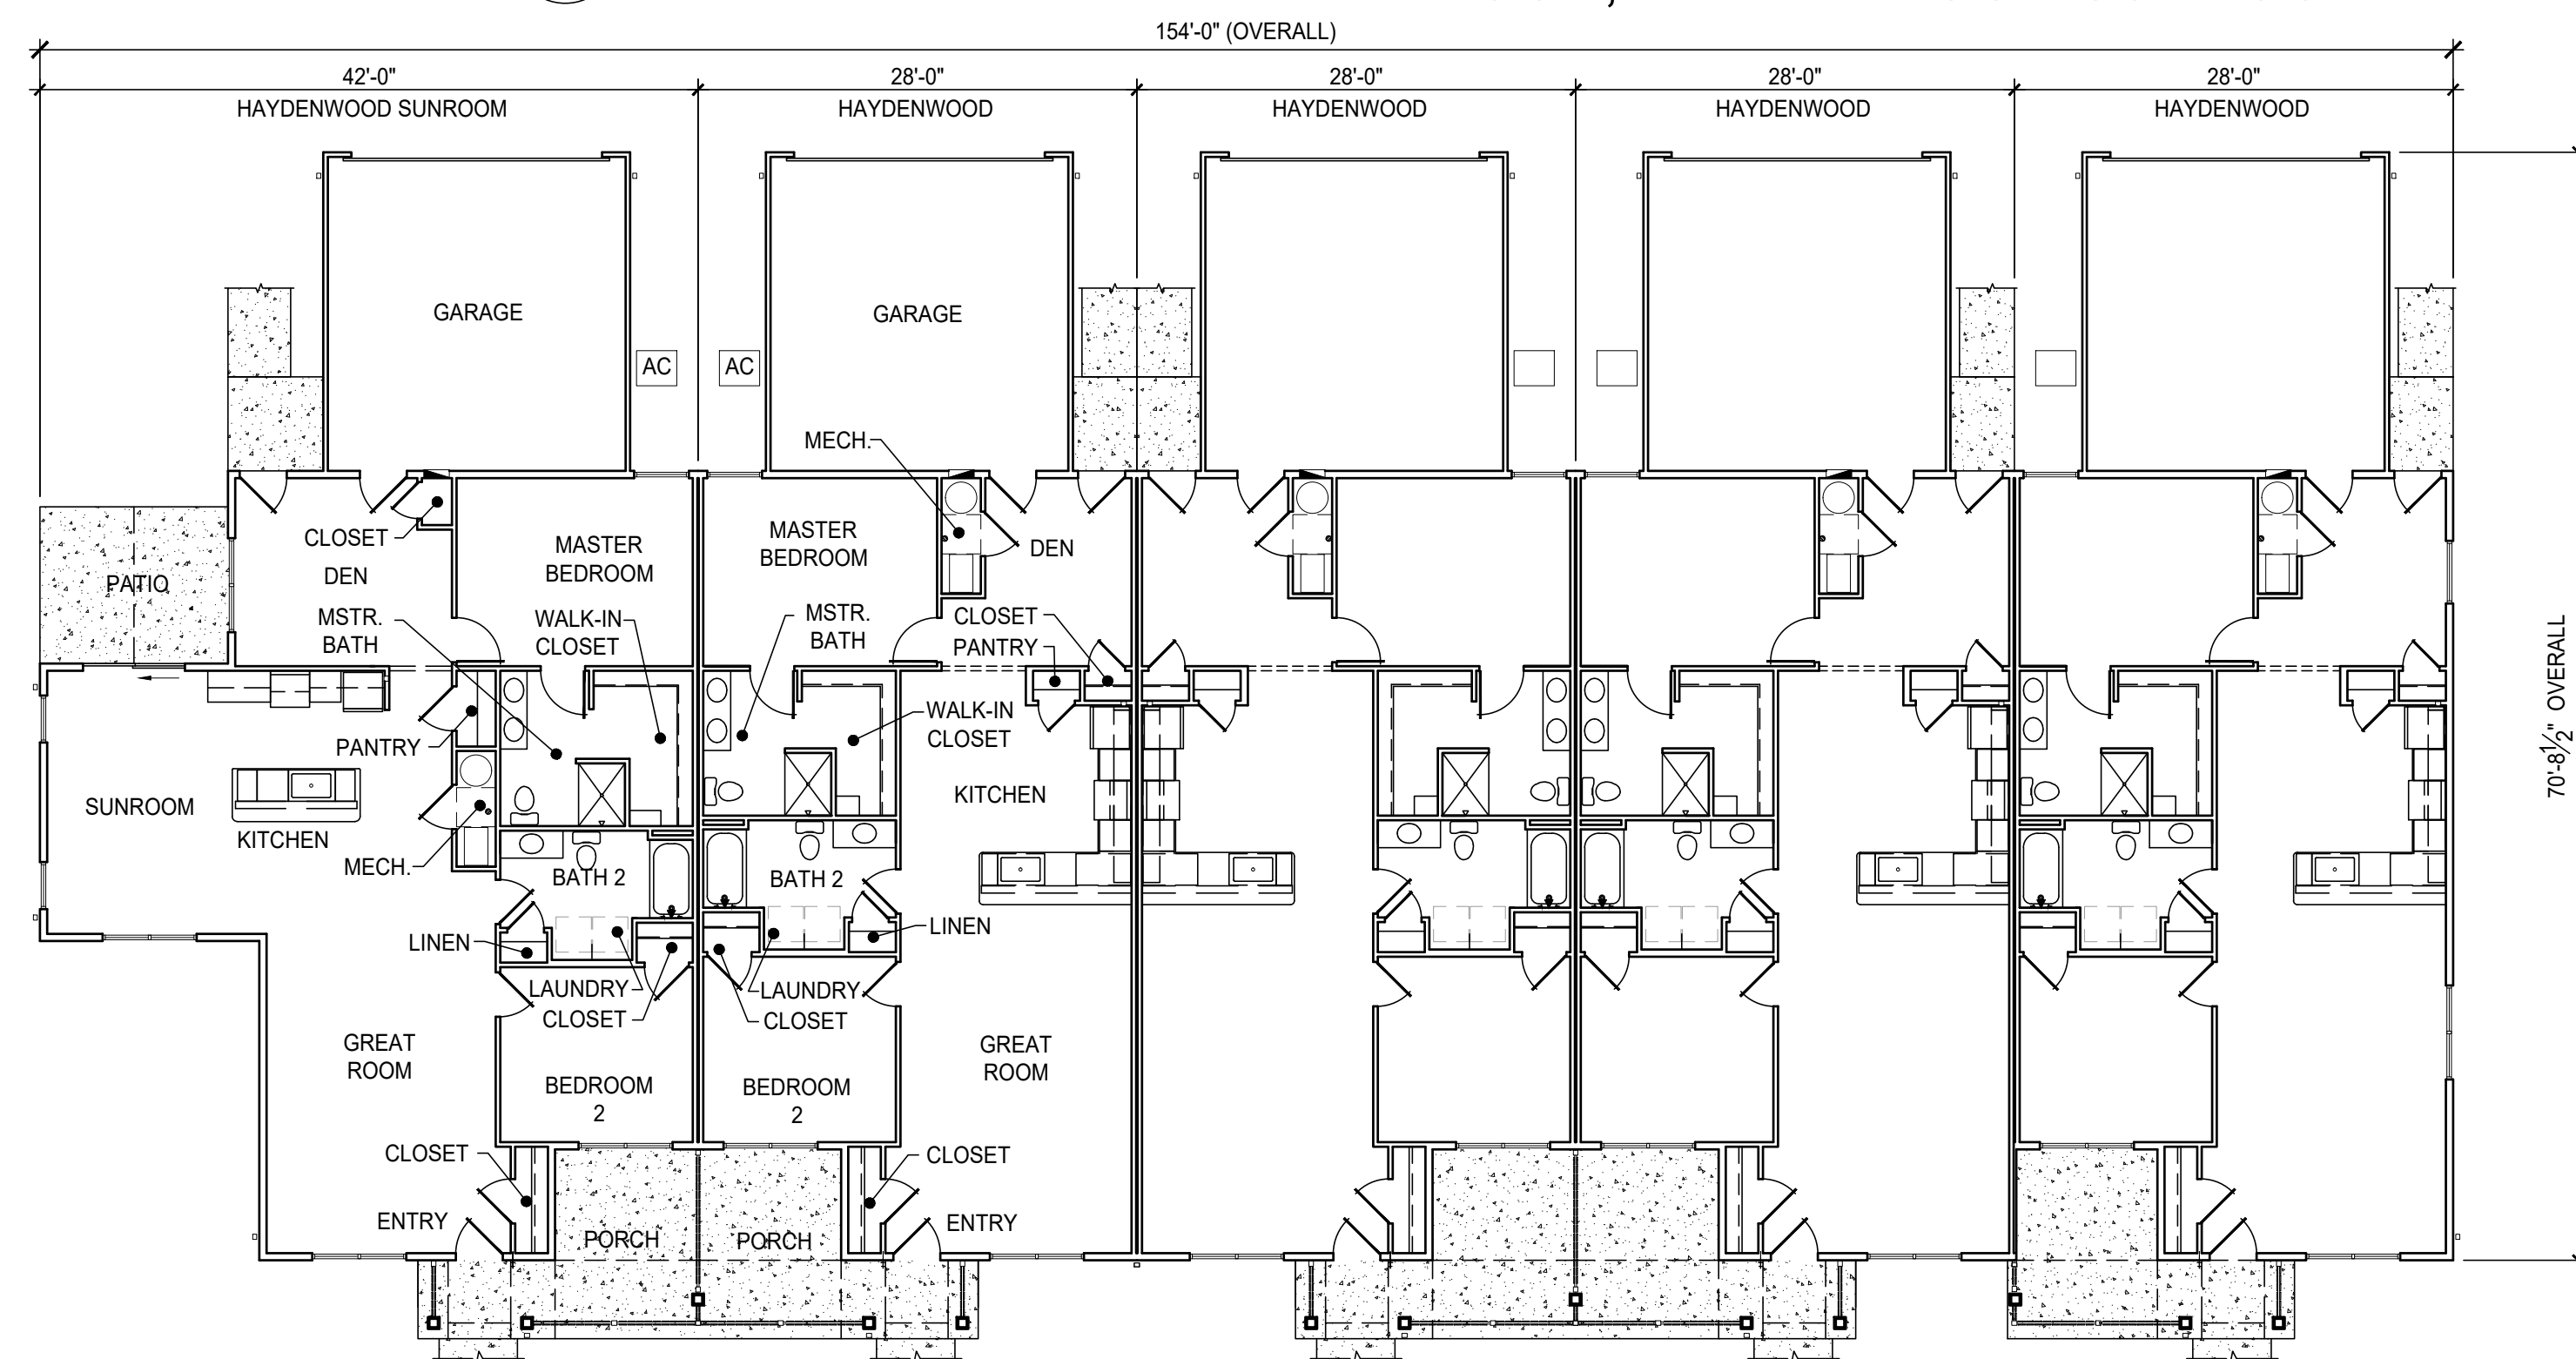 154'-0" (OVERALL)
42'-0"
28'-0"
28'-0"
28'-0"
28'-0"
HAYDENWOOD SUNROOM
HAYDENWOOD
HAYDENWOOD
HAYDENWOOD
HAYDENWOOD
GARAGE
GARAGE
AC
AC
MECH.
CLOSET
DEN
PATIO
MASTER
BEDROOM
MASTER
BEDROOM
DEN
MSTR.
BATH
WALK-IN
CLOSET
MSTR.
BATH
CLOSET
PANTRY
PANTRY
WALK-IN
CLOSET
SUNROOM
KITCHEN
KITCHEN
MECH.
BATH 2
BATH 2
LINEN
LINEN
LAUNDRY
CLOSET
LAUNDRY
CLOSET
GREAT
ROOM
GREAT
ROOM
BEDROOM
2
BEDROOM
2
CLOSET
CLOSET
ENTRY
ENTRY
PORCH
PORCH
70'-8½" OVERALL